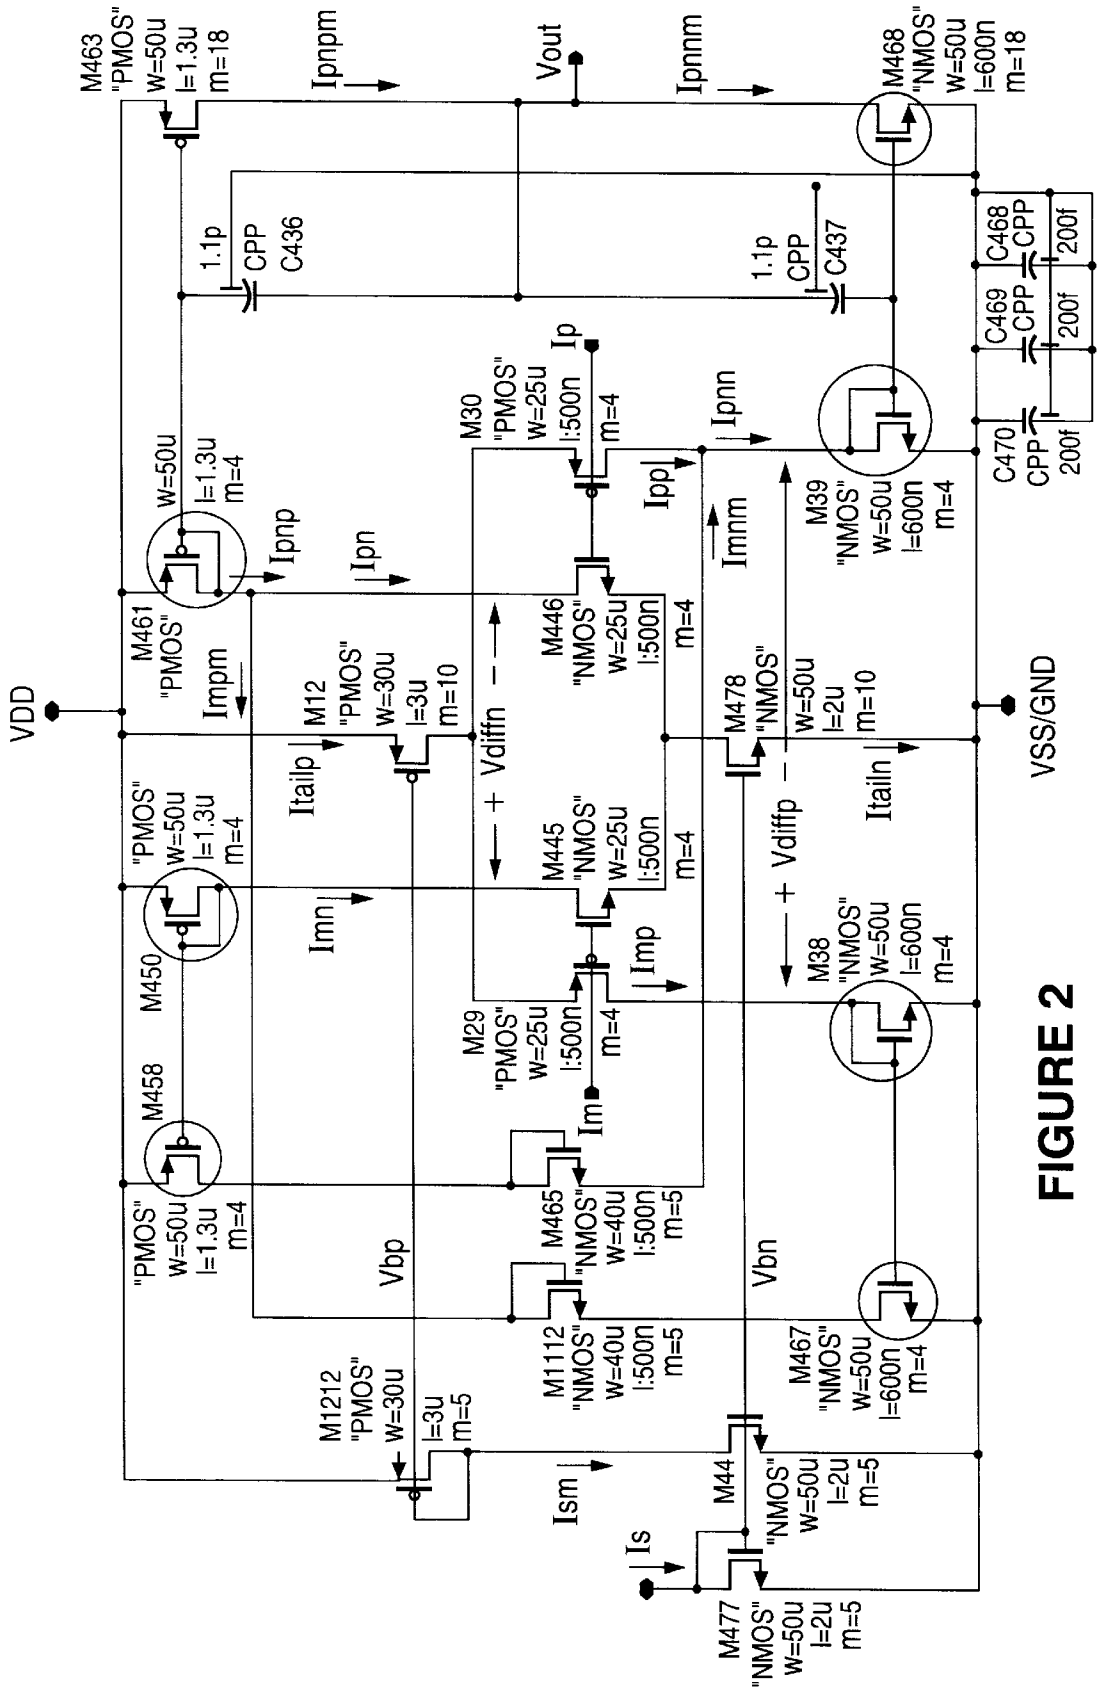 VDD
M1212
"PMOS"
W=30u
l=3u
m=5
Vbp
Ism
Is
M477
"NMOS"
W=50u
l=2u
m=5
M44
"NMOS"
W=50u
l=2u
m=5
Vbn
"PMOS"
W=50u
l=1.3u
m=4
M458
M450
"PMOS"
W=50u
l=1.3u
m=4
Imn
M1112
"NMOS"
W=40u
l:500n
m=5
M465
"NMOS"
W=40u
l:500n
m=5
M467
"NMOS"
W=50u
l=600n
m=4
Im
M29
"PMOS"
W=25u
l:500n
m=4
Imp
M445
"NMOS"
W=25u
l:500n
m=4
M38
"NMOS"
W=50u
l=600n
m=4
Itailp
M12
"PMOS"
W=30u
l=3u
m=10
+ Vdiffn -
+ Vdiffp -
M478
"NMOS"
W=50u
l=2u
m=10
Itailn
VSS/GND
Impm
M461
"PMOS"
W=50u
l=1.3u
m=4
Ipnp
Ipn
M446
"NMOS"
W=25u
l:500n
m=4
M30
"PMOS"
W=25u
l:500n
m=4
Ip
Ipp
Imnm
Ipnn
M39
"NMOS"
W=50u
l=600n
m=4
1.1p
CPP
C436
1.1p
CPP
C437
C470
CPP
200f
C469
CPP
200f
C468
CPP
200f
M463
"PMOS"
W=50u
l=1.3u
m=18
Ipnpm
Vout
Ipnnm
M468
"NMOS"
W=50u
l=600n
m=18
FIGURE 2